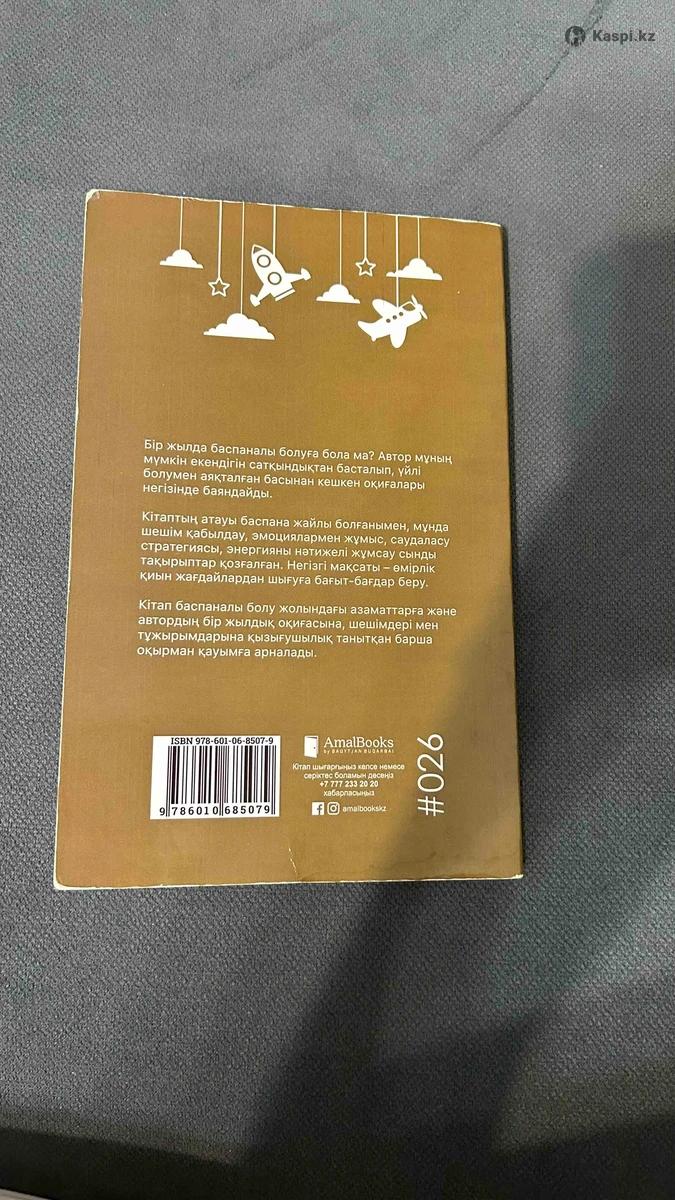 Kaspi.kz
Бір жылда баспаналы болуға бола ма? Автор мұның
мүмкін екендігін сатқындықтан басталып, үйлі
болумен аяқталған басынан кешкен оқиғалары
негізінде баяндайды.
Кітаптың атауы баспана жайлы болғанымен, мұнда
шешім қабылдау, эмоциялармен жұмыс, саудаласу
стратегиясы, энергияны нәтижелі жұмсау сынды
тақырыптар қозғалған. Негізгі мақсаты – өмірлік
қиын жағдайлардан шығуға бағыт-бағдар беру.
Кітап баспаналы болу жолындағы азаматтарға және
автордың бір жылдық оқиғасына, шешімдері мен
тұжырымдарына қызығушылық танытқан барша
оқырман қауымға арналады.
ISBN 978-601-06-8507-9
9 786010 685079
AmalBooks
by BAQYTJAN BUQARBAI
Кітап шығарғыңыз келсе немесе
серіктес боламын десеңіз
+7 777 233 20 20
хабарласыңыз
amalbookskz
#026